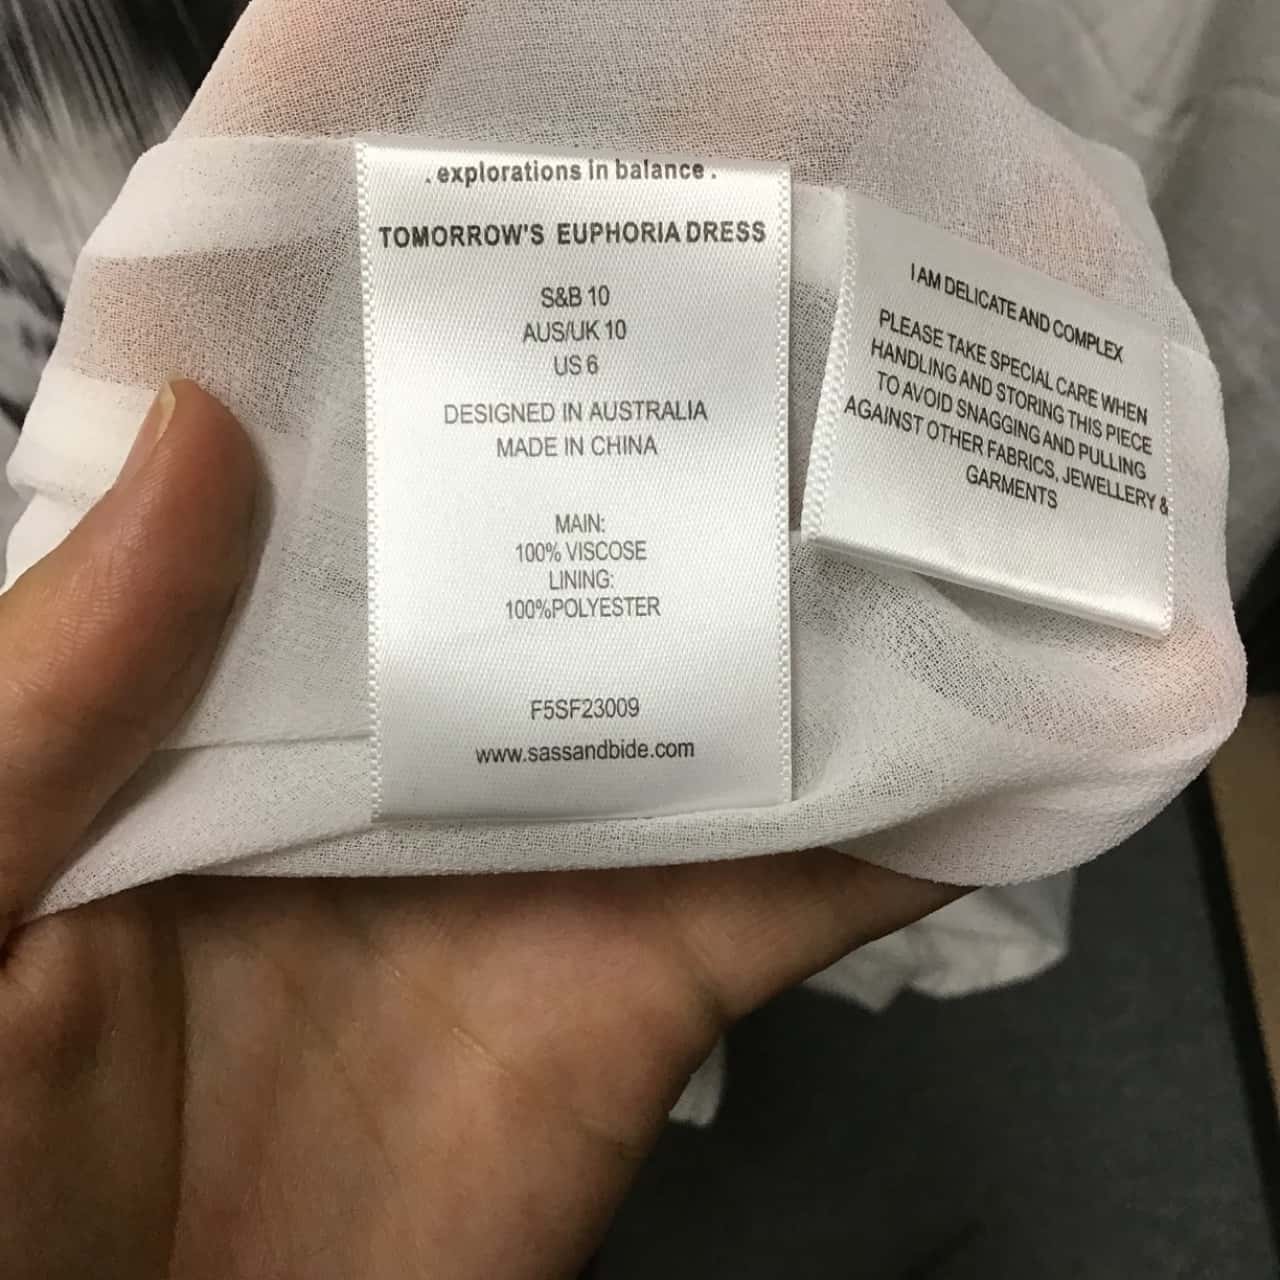 . explorations in balance .
TOMORROW'S EUPHORIA DRESS
S&B 10
AUS/UK 10
US 6
DESIGNED IN AUSTRALIA
MADE IN CHINA
MAIN:
100% VISCOSE
LINING:
100%POLYESTER
F5SF23009
www.sassandbide.com
I AM DELICATE AND COMPLEX
PLEASE TAKE SPECIAL CARE WHEN
HANDLING AND STORING THIS PIECE
TO AVOID SNAGGING AND PULLING
AGAINST OTHER FABRICS, JEWELLERY &
GARMENTS